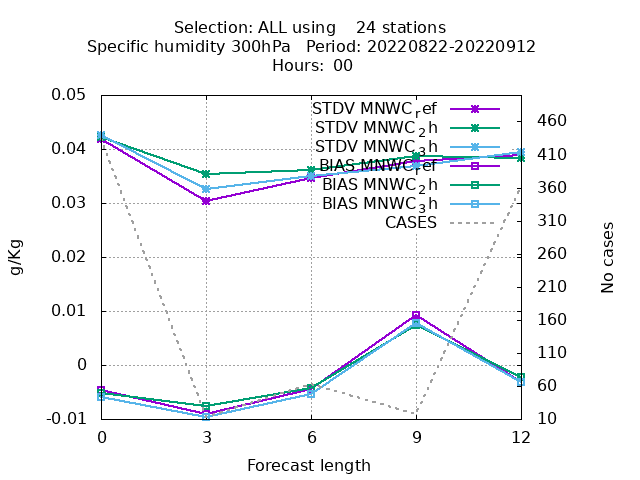 Selection: ALL using    24 stations
Specific humidity 300hPa   Period: 20220822-20220912
Hours:  00
0.05
0.04
0.03
0.02
0.01
0
-0.01
g/Kg
STDV MNWC_ref
STDV MNWC_2h
STDV MNWC_3h
BIAS MNWC_ref
BIAS MNWC_2h
BIAS MNWC_3h
CASES
460
410
360
310
260
210
160
110
60
10
No cases
0 3 6 9 12
Forecast length